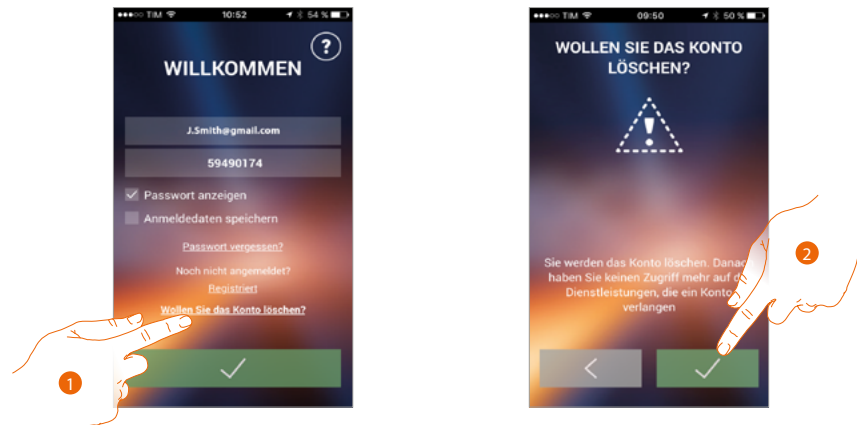 ●●●○○ TIM 10:52 54 %
?
WILLKOMMEN
J.Smith@gmail.com
59490174
Passwort anzeigen
Anmeldedaten speichern
Passwort vergessen?
Noch nicht angemeldet?
Registriert
Wollen Sie das Konto löschen?
1
●●●○○ TIM 09:50 50 %
WOLLEN SIE DAS KONTO
LÖSCHEN?
!
Sie werden das Konto löschen. Danach
haben Sie keinen Zugriff mehr auf
Dienstleistungen, die ein Konto
verlangen
2